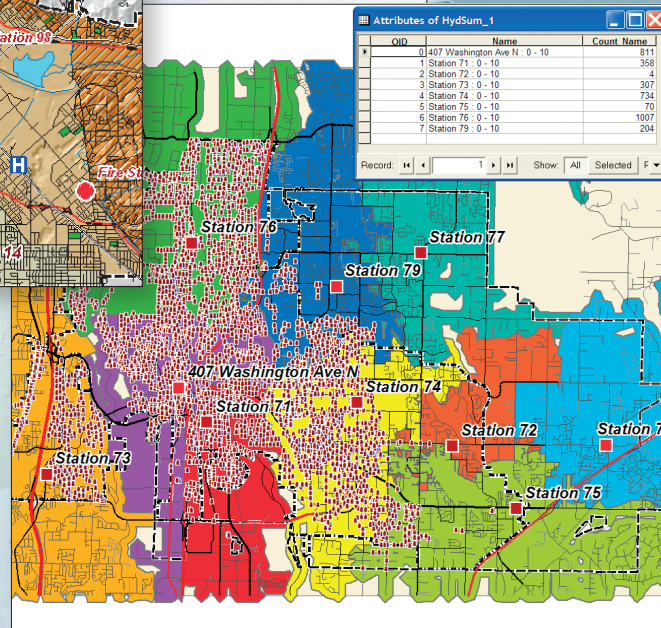 ation 98
H
Fire St
14
Attributes of HydSum_1
OID Name Count_Name
0 407 Washington Ave N : 0 - 10 811
1 Station 71 : 0 - 10 358
2 Station 72 : 0 - 10 4
3 Station 73 : 0 - 10 307
4 Station 74 : 0 - 10 734
5 Station 75 : 0 - 10 70
6 Station 76 : 0 - 10 1007
7 Station 79 : 0 - 10 204
Record: 1 Show: All Selected F
Station 76
Station 77
Station 79
407 Washington Ave N
Station 74
Station 71
Station 72
Station 7
Station 73
Station 75